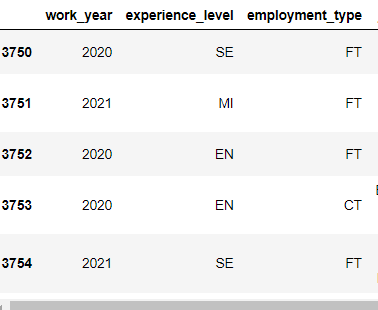 work_year experience_level employment_type
3750 2020 SE FT
3751 2021 MI FT
3752 2020 EN FT
3753 2020 EN CT
3754 2021 SE FT